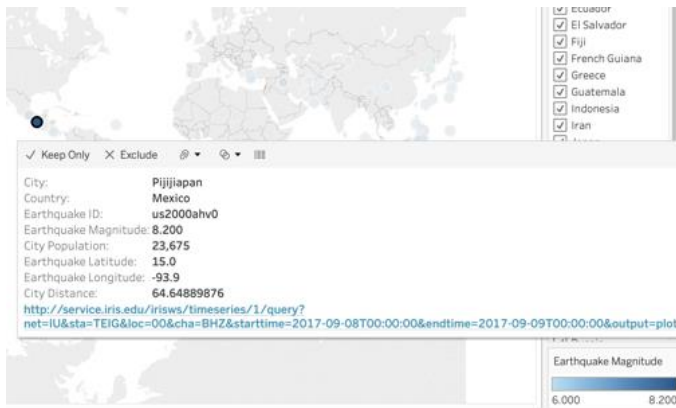 Ecuador
El Salvador
Fiji
French Guiana
Greece
Guatemala
Indonesia
Iran
Keep Only Exclude
City: Pijijiapan
Country: Mexico
Earthquake ID: us2000ahv0
Earthquake Magnitude: 8.200
City Population: 23,675
Earthquake Latitude: 15.0
Earthquake Longitude: -93.9
City Distance: 64.64889876
http://service.iris.edu/irisws/timeseries/1/query?
net=IU&sta=TEIG&loc=00&cha=BHZ&starttime=2017-09-08T00:00:00&endtime=2017-09-09T00:00:00&output=plot
Earthquake Magnitude
6.000 8.200